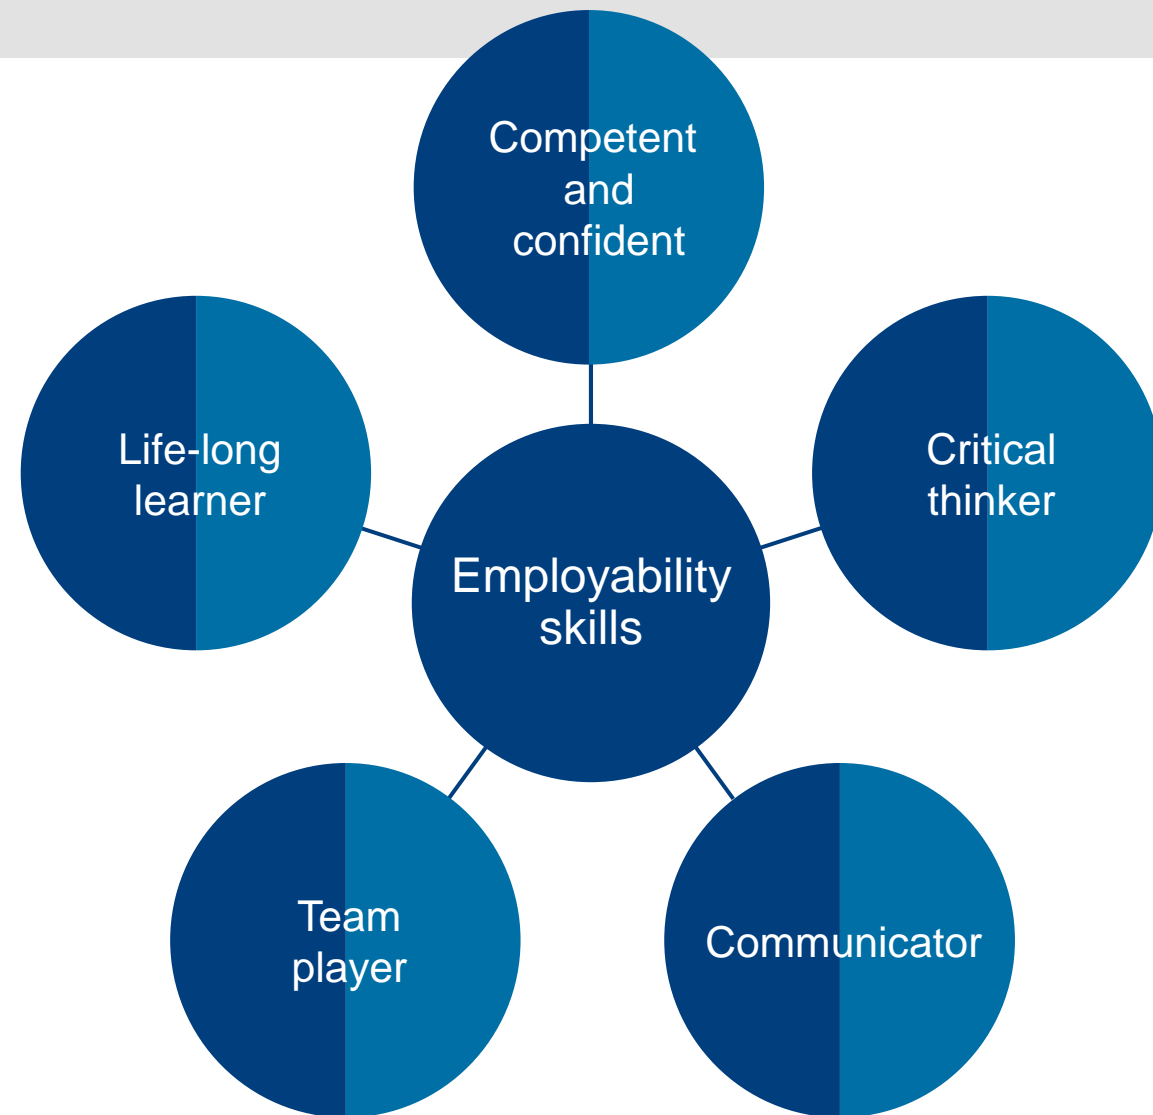 Competent
and
confident
Life-long
learner
Critical
thinker
Employability
skills
Team
player
Communicator